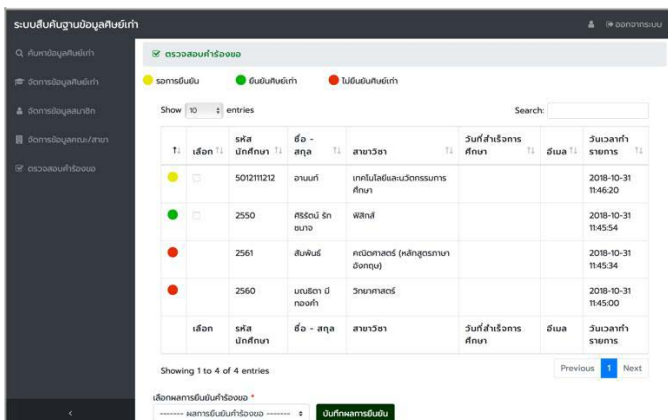 ระบบสืบค้นฐานข้อมูลศิษย์เก่า
ออกจากระบบ
ค้นหาข้อมูลศิษย์เก่า
จัดการข้อมูลศิษย์เก่า
จัดการข้อมูลสมาชิก
จัดการข้อมูลคณะ/สาขา
ตรวจสอบคำร้องขอ
ตรวจสอบคำร้องขอ
รอการยืนยัน ยืนยันศิษย์เก่า ไม่ยืนยันศิษย์เก่า
Show 10 entries Search:
เลือก รหัสนักศึกษา ชื่อ - สกุล สาขาวิชา วันที่สำเร็จการศึกษา อีเมล วันเวลาทำรายการ
5012111212 อานนท์ เทคโนโลยีและนวัตกรรมการศึกษา 2018-10-31 11:46:20
2550 ศิริรัตน์ รักชนาจ ฟิสิกส์ 2018-10-31 11:45:54
2561 สัมพันธ์ คณิตศาสตร์ (หลักสูตรภาษาอังกฤษ) 2018-10-31 11:45:34
2560 มณธิตา มีทองคำ วิทยาศาสตร์ 2018-10-31 11:45:00
เลือก รหัสนักศึกษา ชื่อ - สกุล สาขาวิชา วันที่สำเร็จการศึกษา อีเมล วันเวลาทำรายการ
Showing 1 to 4 of 4 entries Previous 1 Next
เลือกผลการยืนยันคำร้องขอ *
------- ผลการยืนยันคำร้องขอ ------- บันทึกผลการยืนยัน